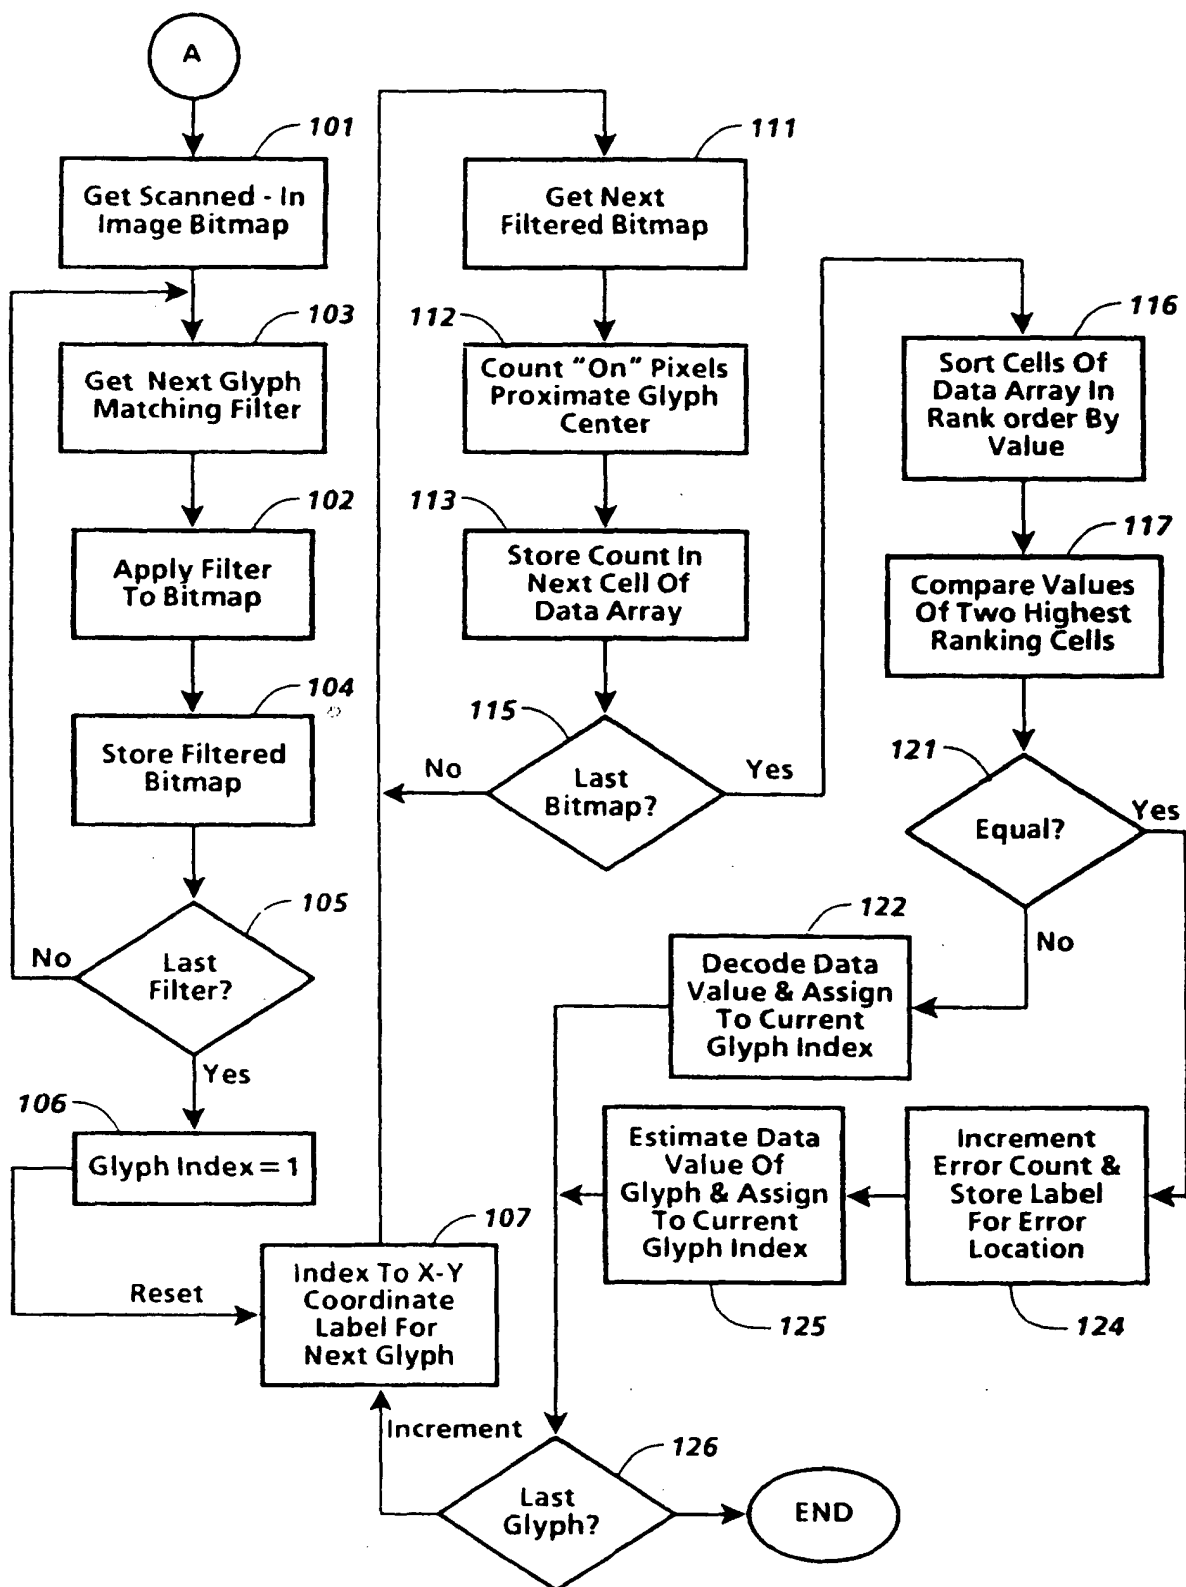 A
101
Get Scanned - In
Image Bitmap
103
Get Next Glyph
Matching Filter
102
Apply Filter
To Bitmap
104
Store Filtered
Bitmap
105
Last
Filter?
No
Yes
106
Glyph Index = 1
Reset
107
Index To X-Y
Coordinate
Label For
Next Glyph
111
Get Next
Filtered Bitmap
112
Count "On" Pixels
Proximate Glyph
Center
113
Store Count In
Next Cell Of
Data Array
115
Last
Bitmap?
No
Yes
116
Sort Cells Of
Data Array In
Rank order By
Value
117
Compare Values
Of Two Highest
Ranking Cells
121
Equal?
Yes
No
122
Decode Data
Value & Assign
To Current
Glyph Index
Increment
Error Count &
Store Label
For Error
Location
124
Estimate Data
Value Of
Glyph & Assign
To Current
Glyph Index
125
Increment
126
Last
Glyph?
END